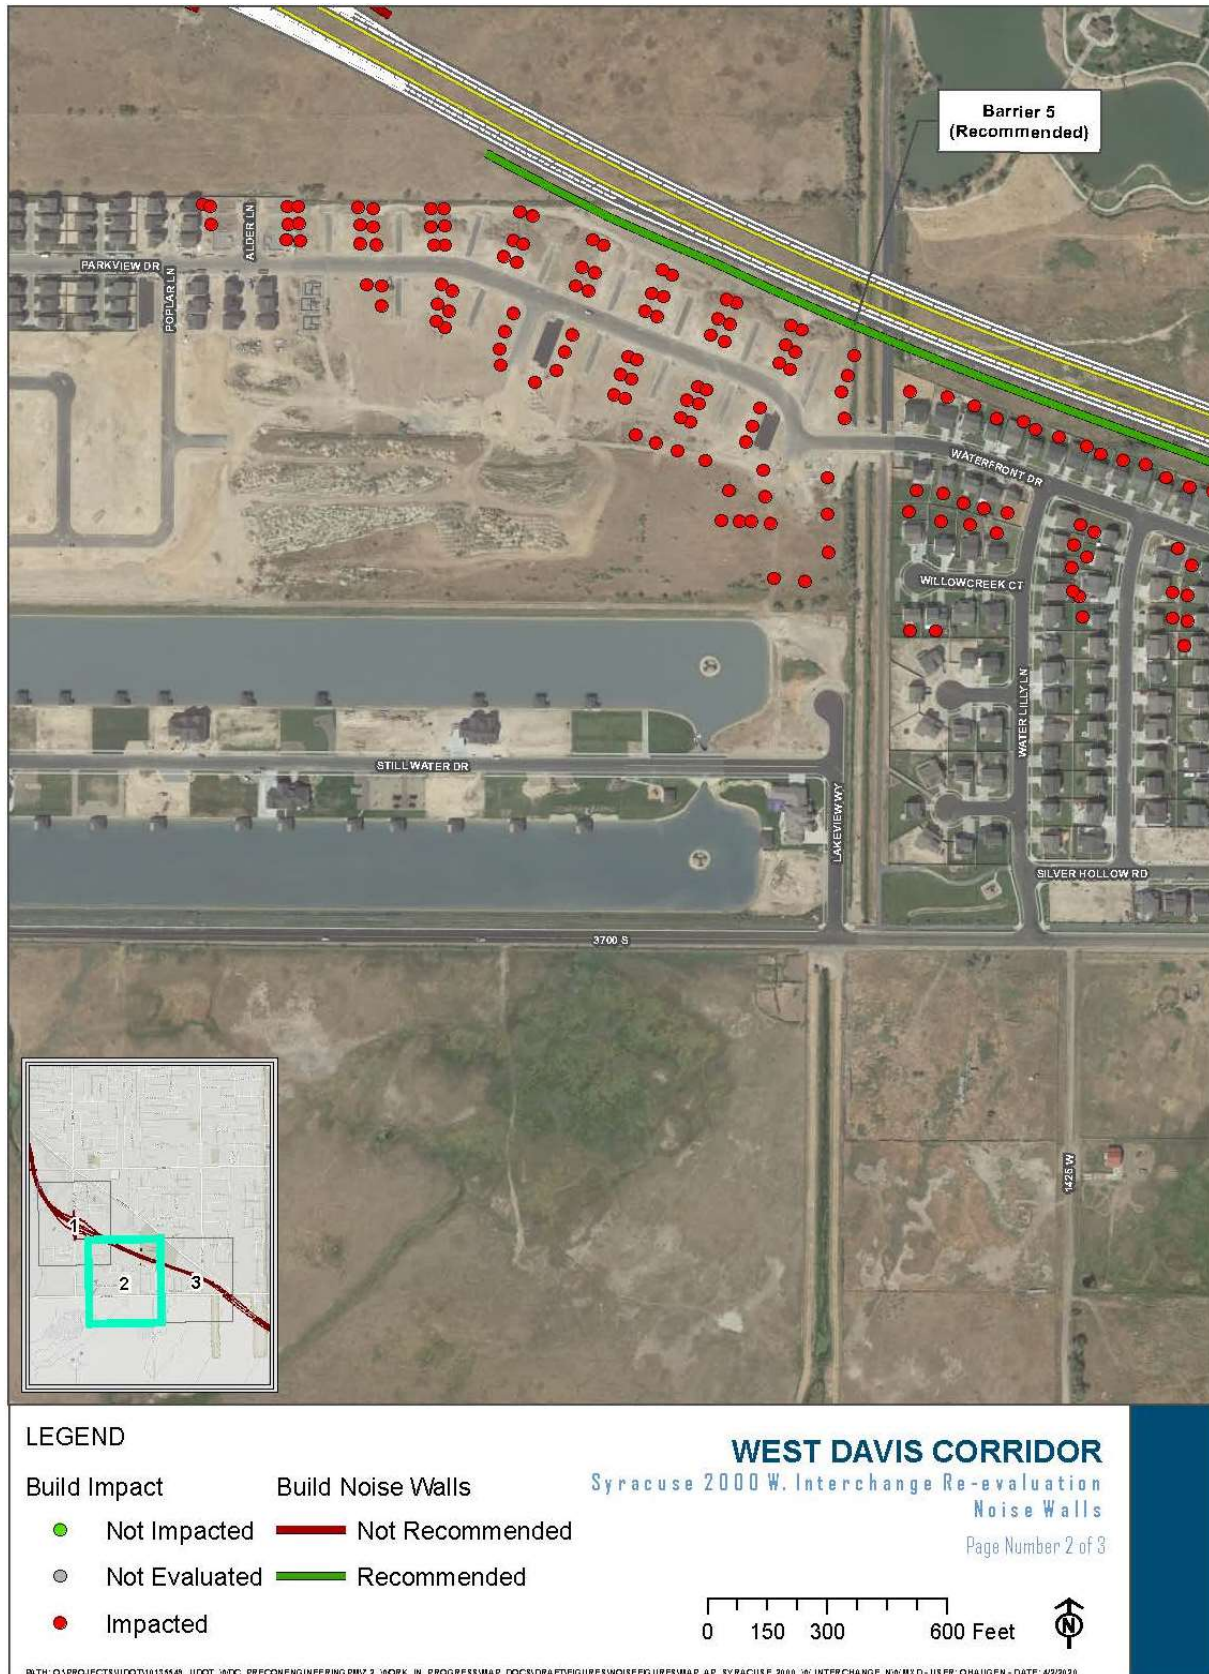 Barrier 5
(Recommended)
ALDER LN
PARKVIEW DR
POPLAR LN
WATERFRONT DR
WILLOWCREEK CT
WATER LILLY LN
STILLWATER DR
LAKEVIEW WY
SILVER HOLLOW RD
3700 S
1425 W
1
2
3
LEGEND
Build Impact
Build Noise Walls
Not Impacted
Not Recommended
Not Evaluated
Recommended
Impacted
WEST DAVIS CORRIDOR
Syracuse 2000 W. Interchange Re-evaluation
Noise Walls
Page Number 2 of 3
0 150 300 600 Feet
N